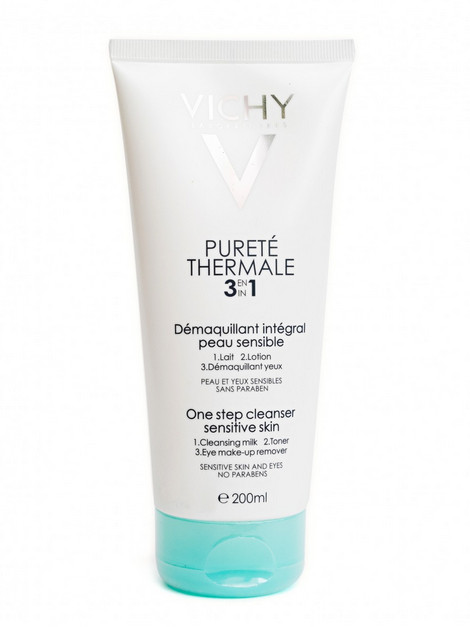 VICHY
PURETÉ
THERMALE
3 EN IN 1
Démaquillant intégral
peau sensible
1.Lait 2.Lotion
3.Démaquillant yeux
PEAU ET YEUX SENSIBLES
SANS PARABEN
One step cleanser
sensitive skin
1.Cleansing milk 2.Toner
3.Eye make-up remover
SENSITIVE SKIN AND EYES
NO PARABENS
℮ 200ml